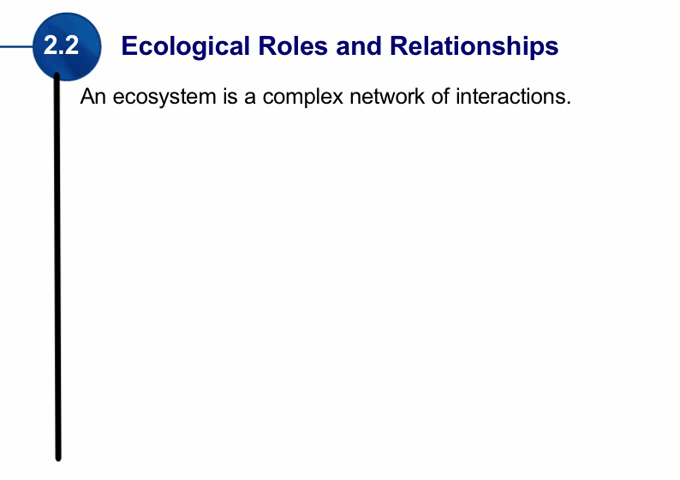 2.2 Ecological Roles and Relationships
An ecosystem is a complex network of interactions.